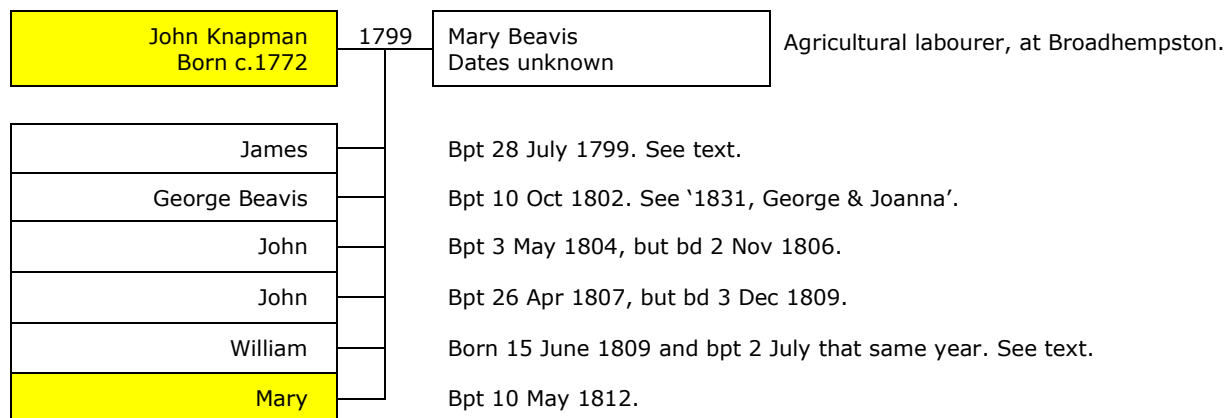 John Knapman
Born c.1772
1799
Mary Beavis
Dates unknown
Agricultural labourer, at Broadhempston.
James
Bpt 28 July 1799. See text.
George Beavis
Bpt 10 Oct 1802. See ‘1831, George & Joanna’.
John
Bpt 3 May 1804, but bd 2 Nov 1806.
John
Bpt 26 Apr 1807, but bd 3 Dec 1809.
William
Born 15 June 1809 and bpt 2 July that same year. See text.
Mary
Bpt 10 May 1812.